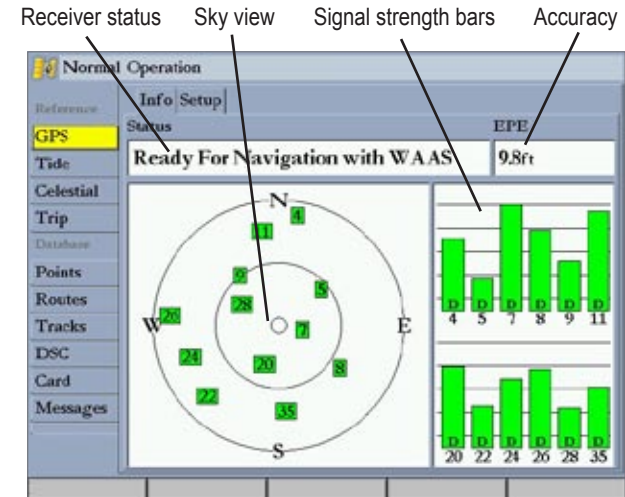 Receiver status Sky view Signal strength bars Accuracy
Normal Operation
Reference
Info Setup
GPS
Status EPE
Ready For Navigation with WAAS 9.8ft
Tide
Celestial
Trip
Database
Points
Routes
Tracks
DSC
Card
Messages
N
4
11
9
5
28
26
W E
7
24
20
8
22
35
S
D D D D D D
4 5 7 8 9 11
D D D D D D
20 22 24 26 28 35